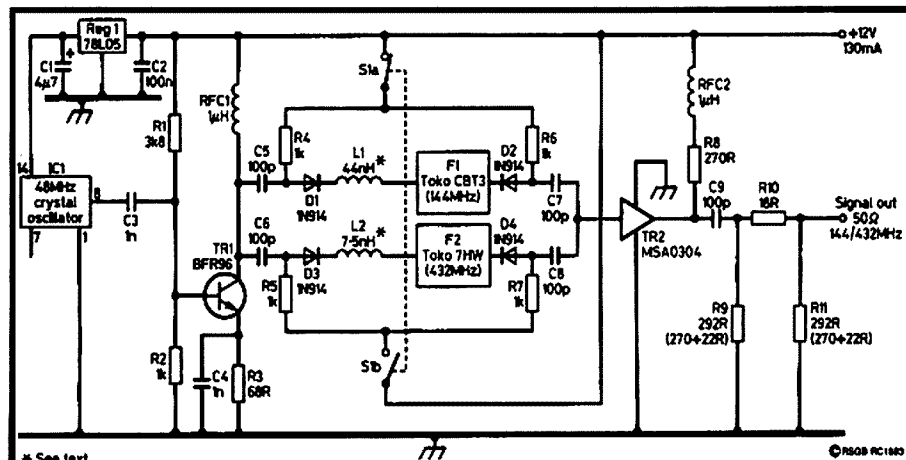 Reg 1
78L05
C1
4µ7
+
C2
100n
R1
3k8
14
IC1
48MHz
crystal
oscillator
8
7
1
C3
1n
RFC1
1µH
C5
100p
R4
1k
D1
1N914
L1
44nH*
S1a
F1
Toko CBT3
(144MHz)
D2
1N914
R6
1k
C7
100p
C6
100p
TR1
BFR96
R5
1k
D3
1N914
L2
7·5nH*
F2
Toko 7HW
(432MHz)
D4
1N914
R7
1k
C8
100p
S1b
R2
1k
C4
1n
R3
68R
+12V
130mA
RFC2
1µH
R8
270R
C9
100p
R10
18R
TR2
MSA0304
Signal out
50Ω
144/432MHz
R9
292R
(270+22R)
R11
292R
(270+22R)
* See text
©RSGB RC1883